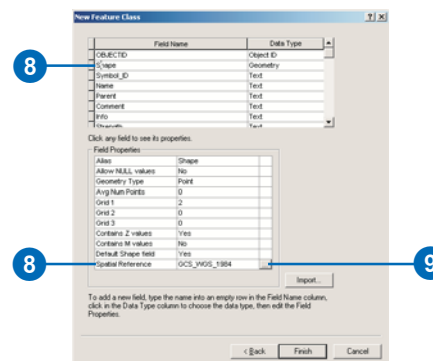 New Feature Class
Field Name Data Type
OBJECTID Object ID
8 Shape Geometry
Symbol_ID Text
Name Text
Parent Text
Comment Text
Info Text
Strength Text
Click any field to see its properties.
Field Properties
Alias Shape
Allow NULL values No
Geometry Type Point
Avg Num Points 0
Grid 1 2
Grid 2 0
Grid 3 0
Contains Z values Yes
Contains M values No
Default Shape field Yes
8 Spatial Reference GCS_WGS_1984 ... 9
Import...
To add a new field, type the name into an empty row in the Field Name column,
click in the Data Type column to choose the data type, then edit the Field
Properties.
< Back Finish Cancel